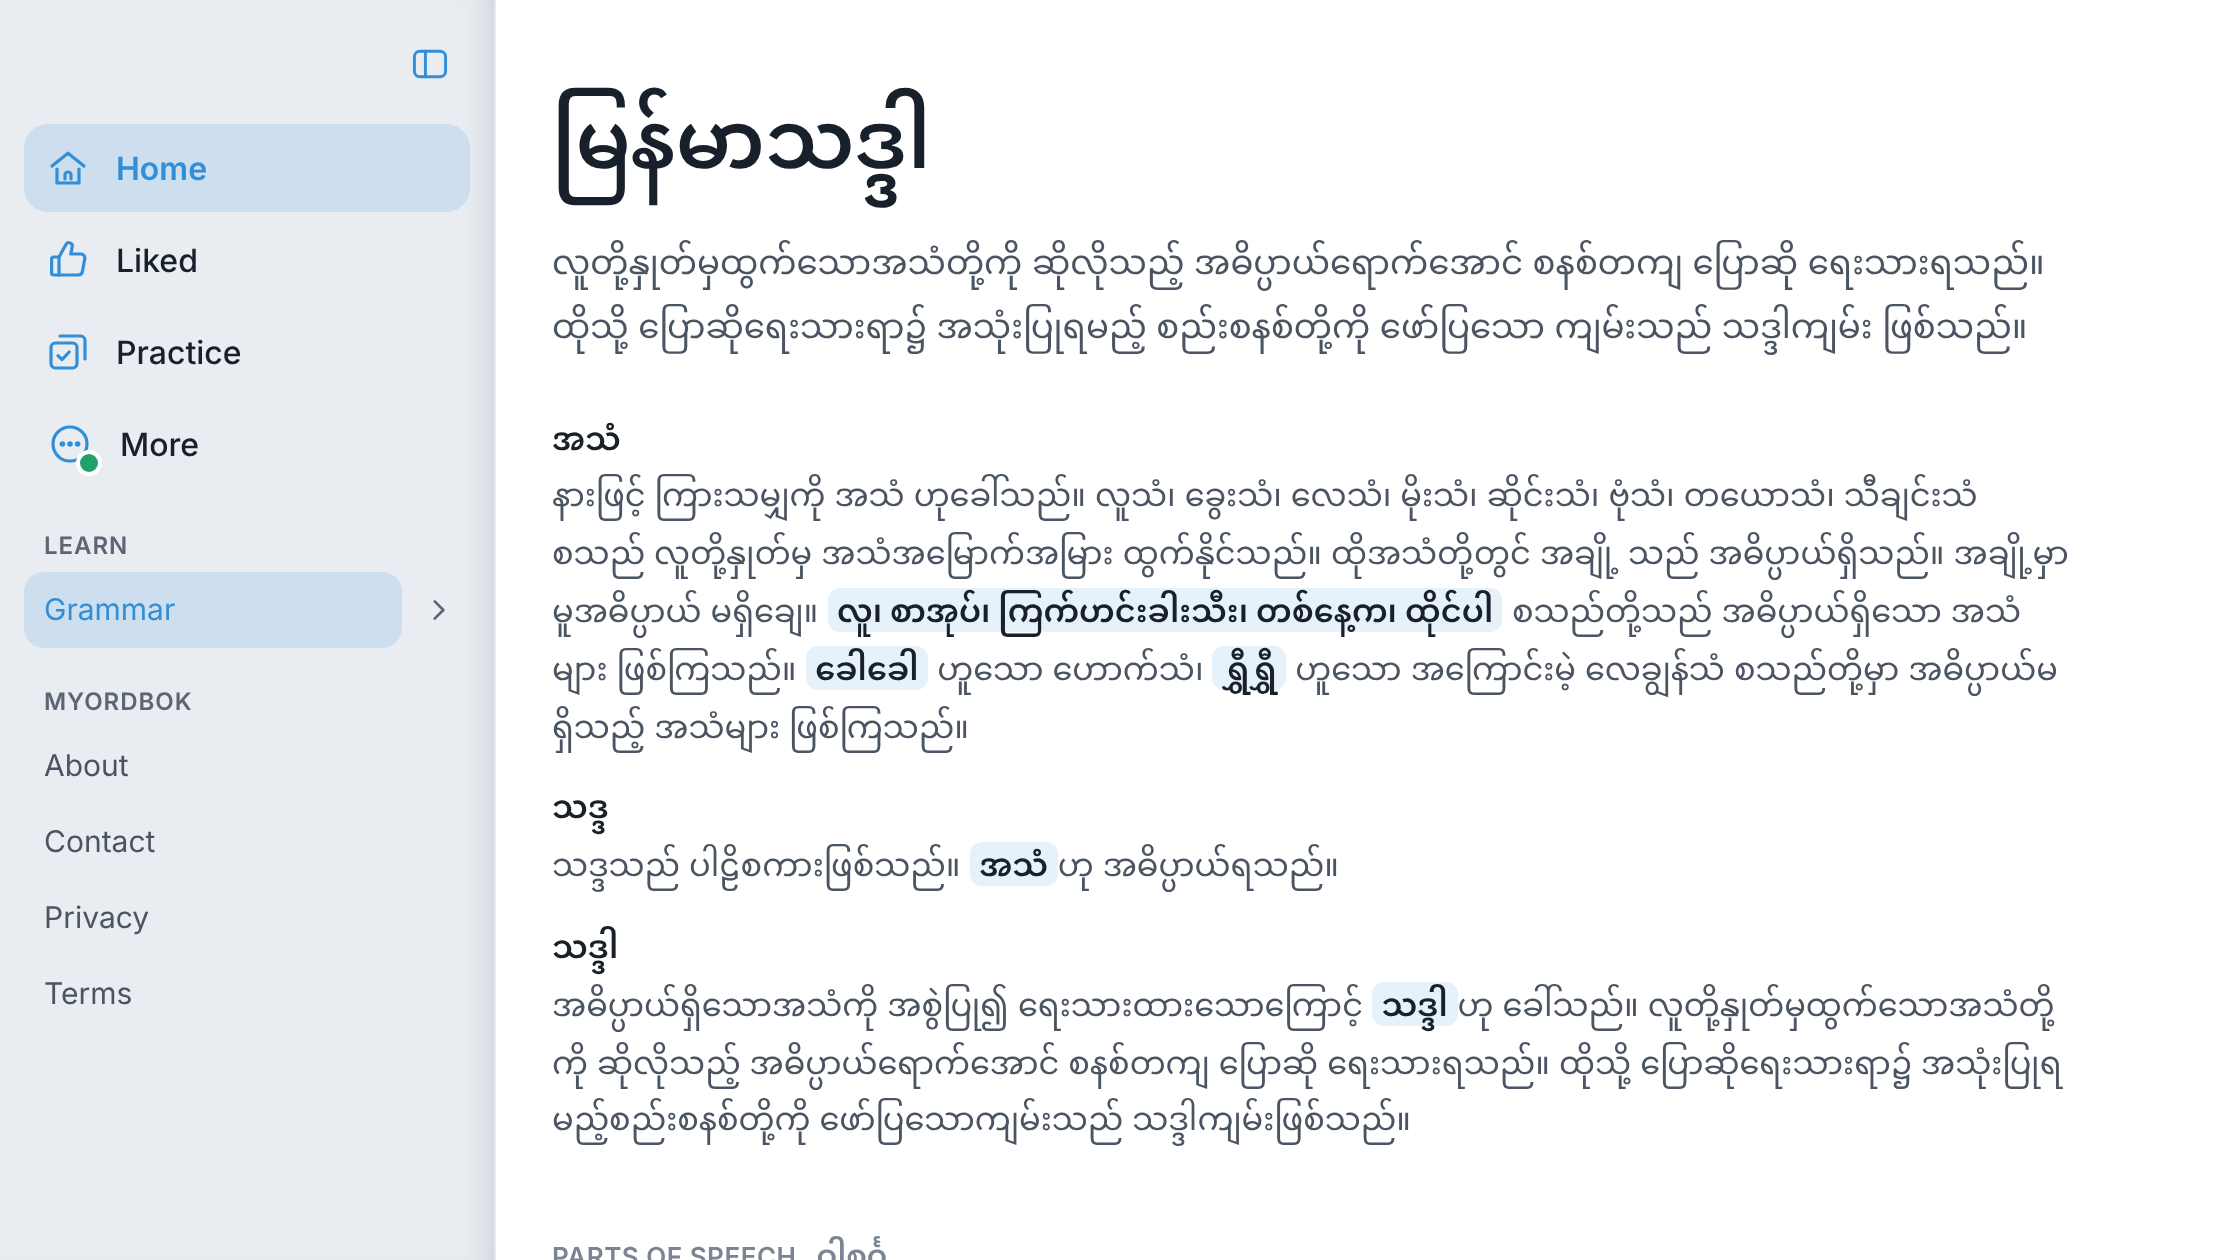 Home
Liked
Practice
More
LEARN
Grammar
MYORDBOK
About
Contact
Privacy
Terms
မြန်မာသဒ္ဒါ
လူတို့နှုတ်မှထွက်သောအသံတို့ကို ဆိုလိုသည့် အဓိပ္ပာယ်ရောက်အောင် စနစ်တကျ ပြောဆို ရေးသားရသည်။
ထိုသို့ ပြောဆိုရေးသားရာ၌ အသုံးပြုရမည့် စည်းစနစ်တို့ကို ဖော်ပြသော ကျမ်းသည် သဒ္ဒါကျမ်း ဖြစ်သည်။
အသံ
နားဖြင့် ကြားသမျှကို အသံ ဟုခေါ်သည်။ လူသံ၊ ခွေးသံ၊ လေသံ၊ မိုးသံ၊ ဆိုင်းသံ၊ ဗုံသံ၊ တယောသံ၊ သီချင်းသံ
စသည် လူတို့နှုတ်မှ အသံအမြောက်အမြား ထွက်နိုင်သည်။ ထိုအသံတို့တွင် အချို့ သည် အဓိပ္ပာယ်ရှိသည်။ အချို့မှာ
မူအဓိပ္ပာယ် မရှိချေ။ လူ၊ စာအုပ်၊ ကြက်ဟင်းခါးသီး၊ တစ်နေ့က၊ ထိုင်ပါ စသည်တို့သည် အဓိပ္ပာယ်ရှိသော အသံ
များ ဖြစ်ကြသည်။ ခေါခေါ ဟူသော ဟောက်သံ၊ ရွှီရွှီ ဟူသော အကြောင်းမဲ့ လေချွန်သံ စသည်တို့မှာ အဓိပ္ပာယ်မ
ရှိသည့် အသံများ ဖြစ်ကြသည်။
သဒ္ဒ
သဒ္ဒသည် ပါဠိစကားဖြစ်သည်။ အသံ ဟု အဓိပ္ပာယ်ရသည်။
သဒ္ဒါ
အဓိပ္ပာယ်ရှိသောအသံကို အစွဲပြု၍ ရေးသားထားသောကြောင့် သဒ္ဒါ ဟု ခေါ်သည်။ လူတို့နှုတ်မှထွက်သောအသံတို့
ကို ဆိုလိုသည့် အဓိပ္ပာယ်ရောက်အောင် စနစ်တကျ ပြောဆို ရေးသားရသည်။ ထိုသို့ ပြောဆိုရေးသားရာ၌ အသုံးပြုရ
မည့်စည်းစနစ်တို့ကို ဖော်ပြသောကျမ်းသည် သဒ္ဒါကျမ်းဖြစ်သည်။
PARTS OF SPEECH ဝါစင်္ဂ